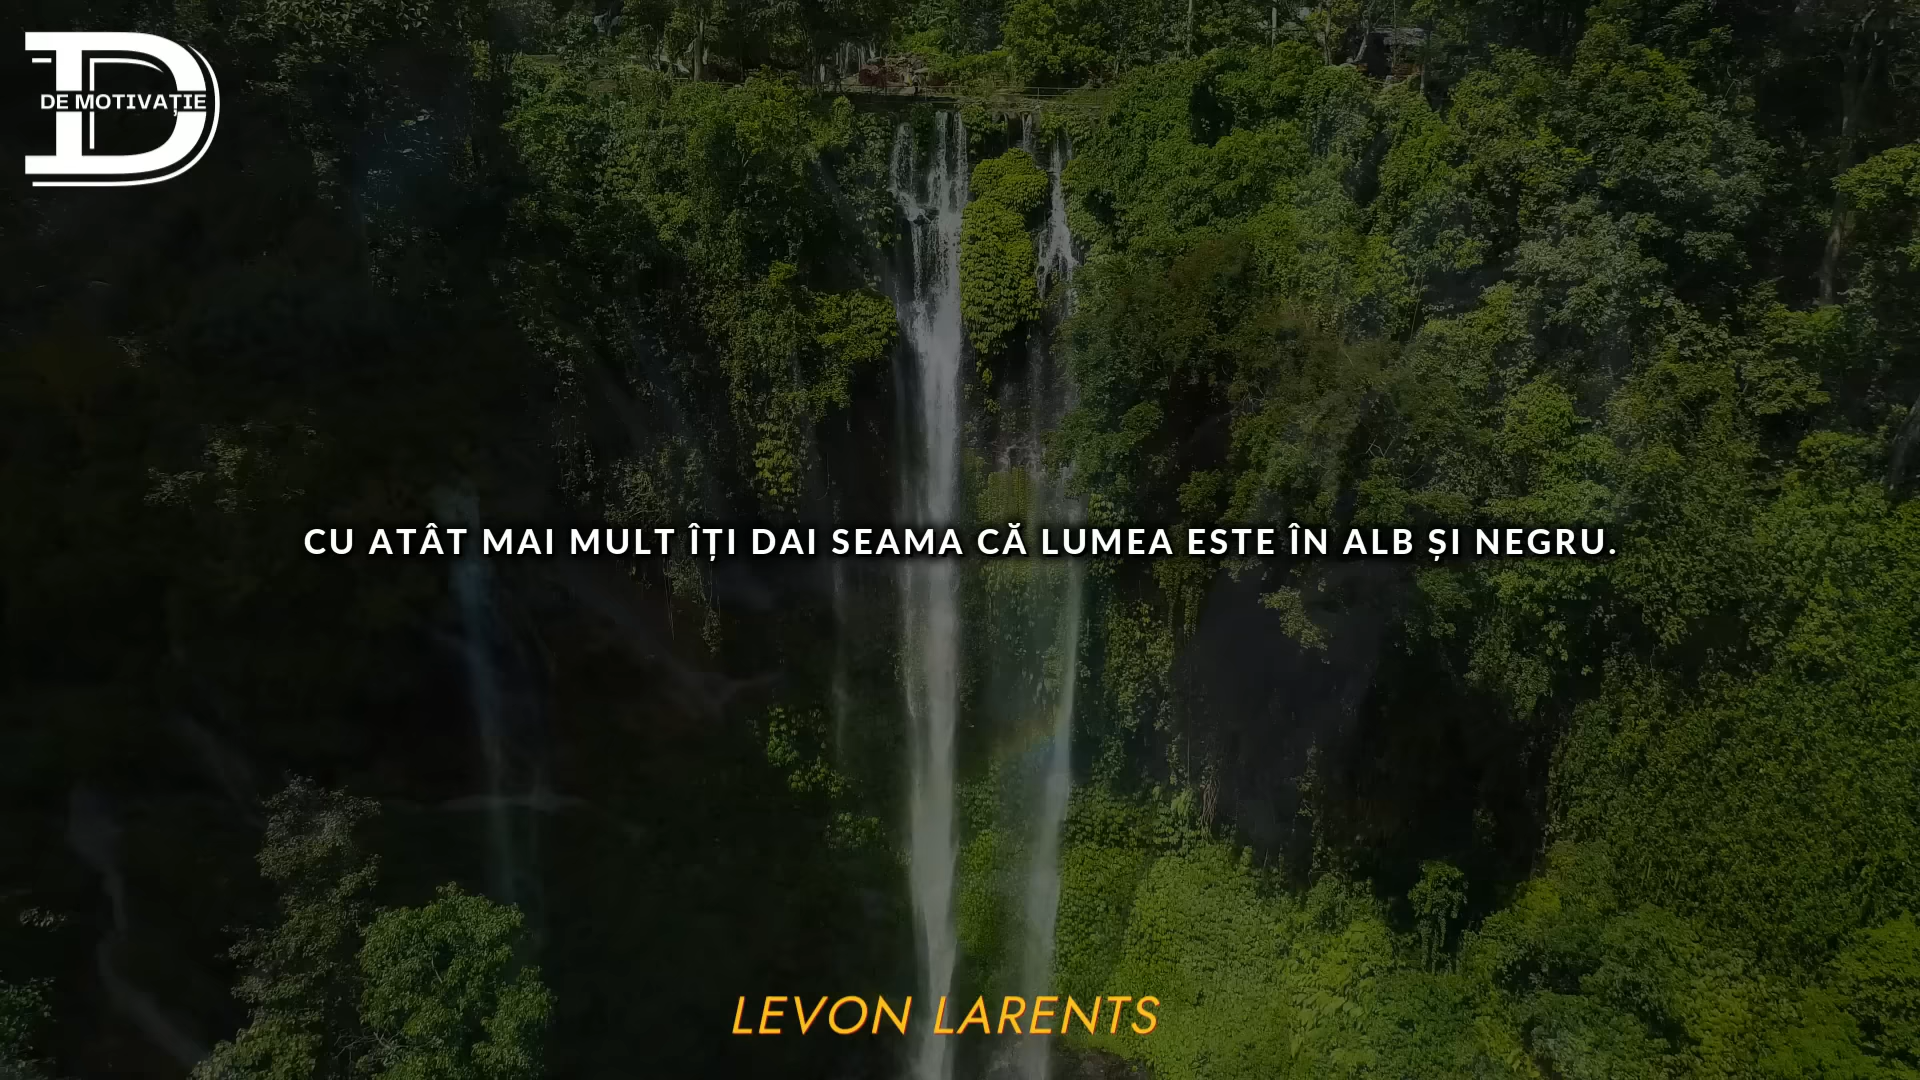 DE MOTIVAȚIE
CU ATÂT MAI MULT ÎȚI DAI SEAMA CĂ LUMEA ESTE ÎN ALB ȘI NEGRU.
LEVON LARENTS